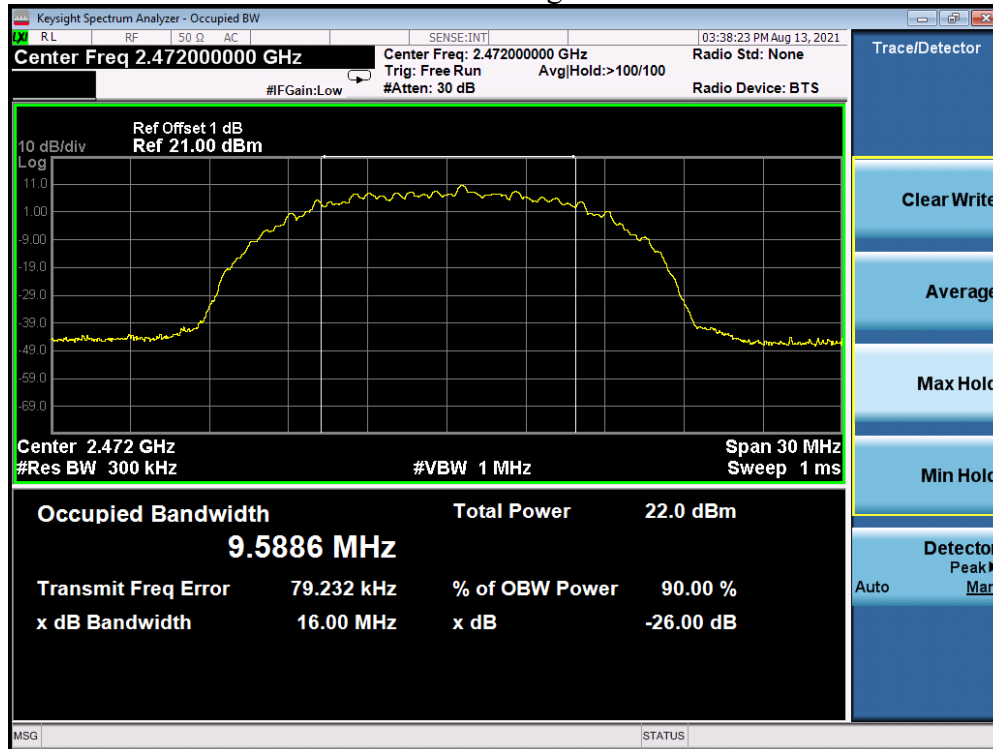 Keysight Spectrum Analyzer - Occupied BW
LXI RL RF 50 Ω AC SENSE:INT 03:38:23 PM Aug 13, 2021
Center Freq 2.472000000 GHz
Center Freq: 2.472000000 GHz Radio Std: None
Trig: Free Run Avg|Hold:>100/100
#IFGain:Low #Atten: 30 dB Radio Device: BTS
Ref Offset 1 dB
10 dB/div Ref 21.00 dBm
Log
11.0
1.00
-9.00
-19.0
-29.0
-39.0
-49.0
-59.0
-69.0
Center 2.472 GHz Span 30 MHz
#Res BW 300 kHz #VBW 1 MHz Sweep 1 ms
Occupied Bandwidth Total Power 22.0 dBm
9.5886 MHz
Transmit Freq Error 79.232 kHz % of OBW Power 90.00 %
x dB Bandwidth 16.00 MHz x dB -26.00 dB
MSG STATUS
Trace/Detector
Clear Write
Average
Max Hold
Min Hold
Detector
Peak
Auto Man